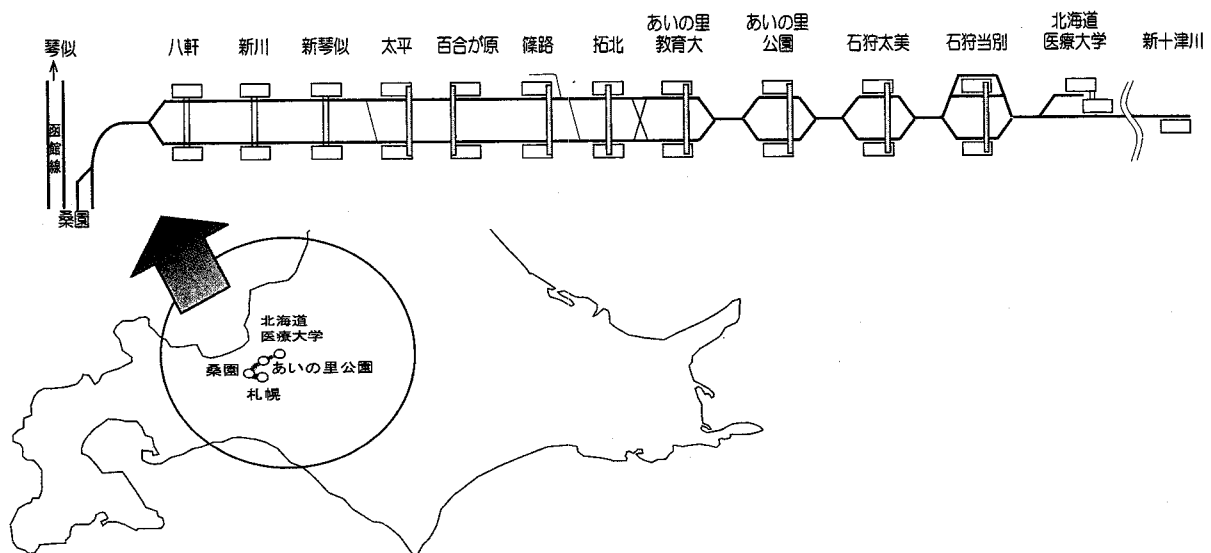 琴似
函館線
桑園
八軒
新川
新琴似
太平
百合が原
篠路
拓北
あいの里
教育大
あいの里
公園
石狩太美
石狩当別
北海道
医療大学
新十津川
北海道
医療大学
桑園
あいの里公園
札幌